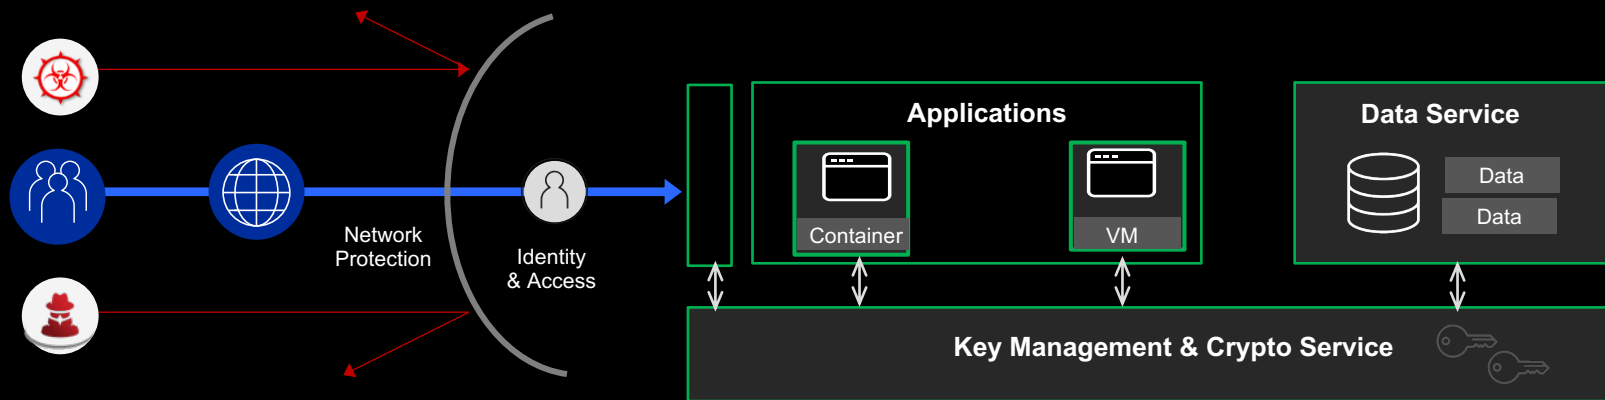 Network
Protection
Identity
& Access
Applications
Container
VM
Data Service
Data
Data
Key Management & Crypto Service